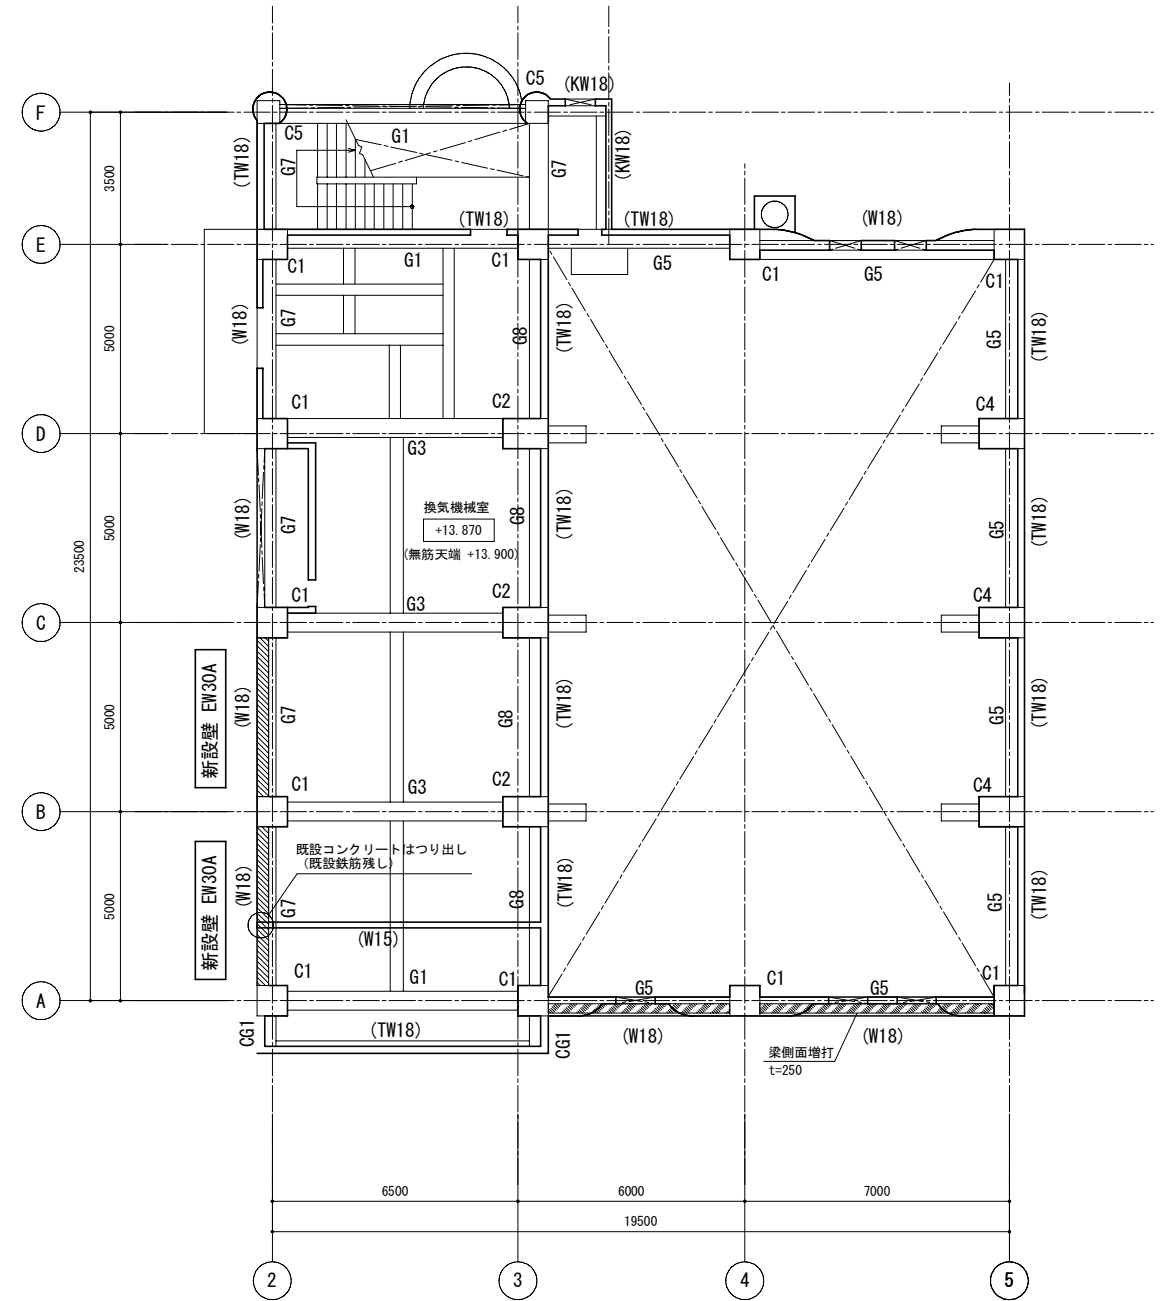 C5
(KW18)
F
C5
G1
(TW18)
G7
G7
(KW18)
3500
(TW18)
(TW18)
(W18)
E
C1
G1
C1
G5
C1
G5
C1
(W18)
G7
G8
(TW18)
G5
(TW18)
5000
C1
C2
C4
D
G3
換気機械室
+13.870
(無筋天端 +13.900)
(W18)
G7
G8
(TW18)
G5
(TW18)
5000
23500
C1
C2
C4
C
G3
新設壁 EW30A
(W18)
G7
G8
(TW18)
G5
(TW18)
5000
C1
G3
C2
C4
B
既設コンクリートはつり出し
(既設鉄筋残し)
新設壁 EW30A
(W18)
G7
G8
(TW18)
G5
(TW18)
5000
(W15)
C1
G1
C1
G5
C1
G5
C1
A
CG1
(TW18)
CG1
(W18)
(W18)
梁側面増打
t=250
6500
6000
7000
19500
2
3
4
5